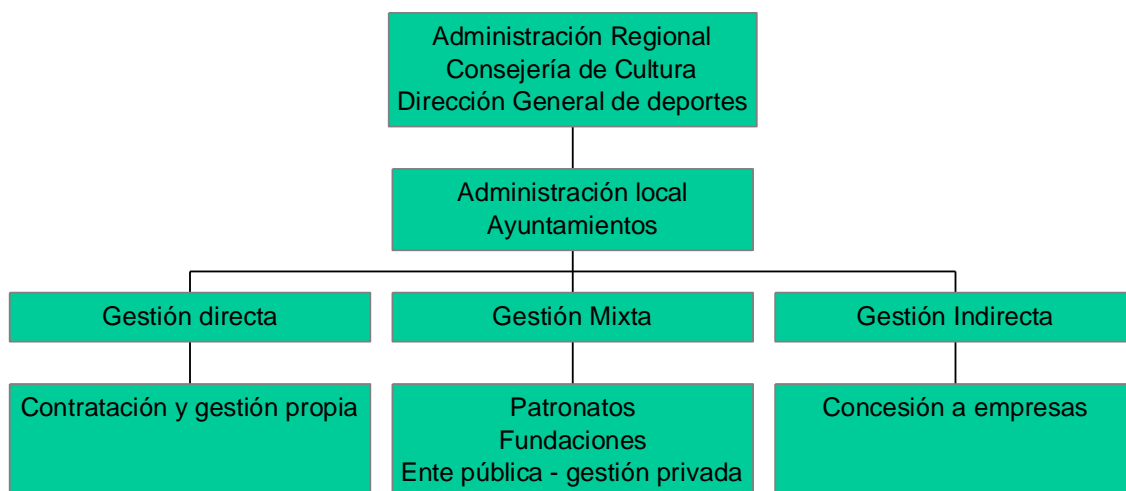 Administración Regional
Consejería de Cultura
Dirección General de deportes
Administración local
Ayuntamientos
Gestión directa
Gestión Mixta
Gestión Indirecta
Contratación y gestión propia
Patronatos
Fundaciones
Ente pública - gestión privada
Concesión a empresas